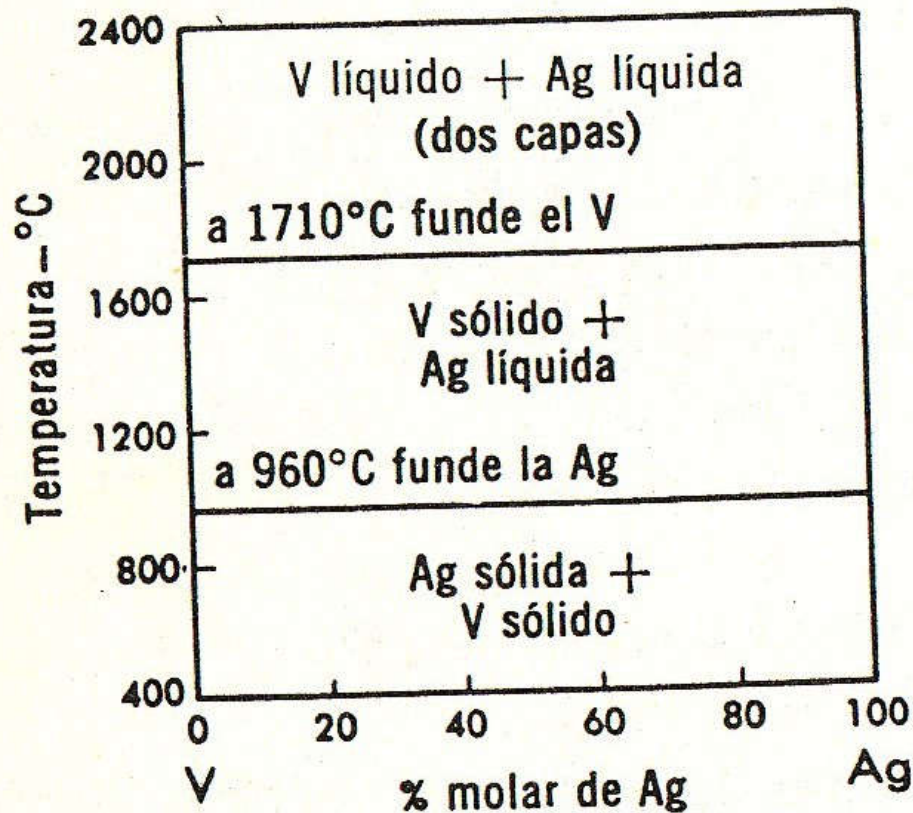 2400
V líquido + Ag líquida
(dos capas)
2000
a 1710°C funde el V
1600
V sólido +
Ag líquida
1200
a 960°C funde la Ag
800
Ag sólida +
V sólido
400
0 20 40 60 80 100
V % molar de Ag Ag
Temperatura—°C